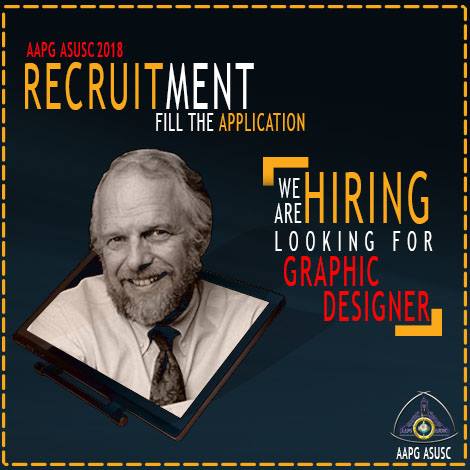 AAPG ASUSC 2018
RECRUITMENT
FILL THE APPLICATION
WE ARE HIRING
LOOKING FOR
GRAPHIC
DESIGNER
AAPG ASUSC